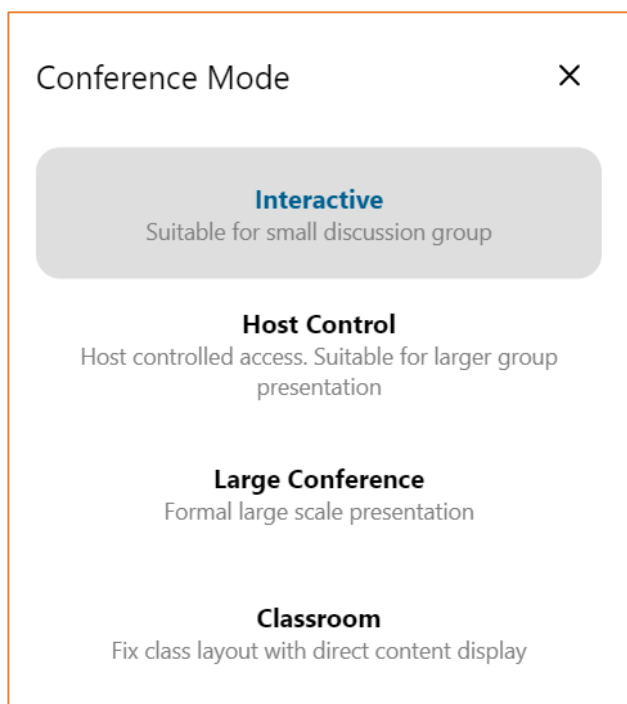 Conference Mode
Interactive
Suitable for small discussion group
Host Control
Host controlled access. Suitable for larger group
presentation
Large Conference
Formal large scale presentation
Classroom
Fix class layout with direct content display